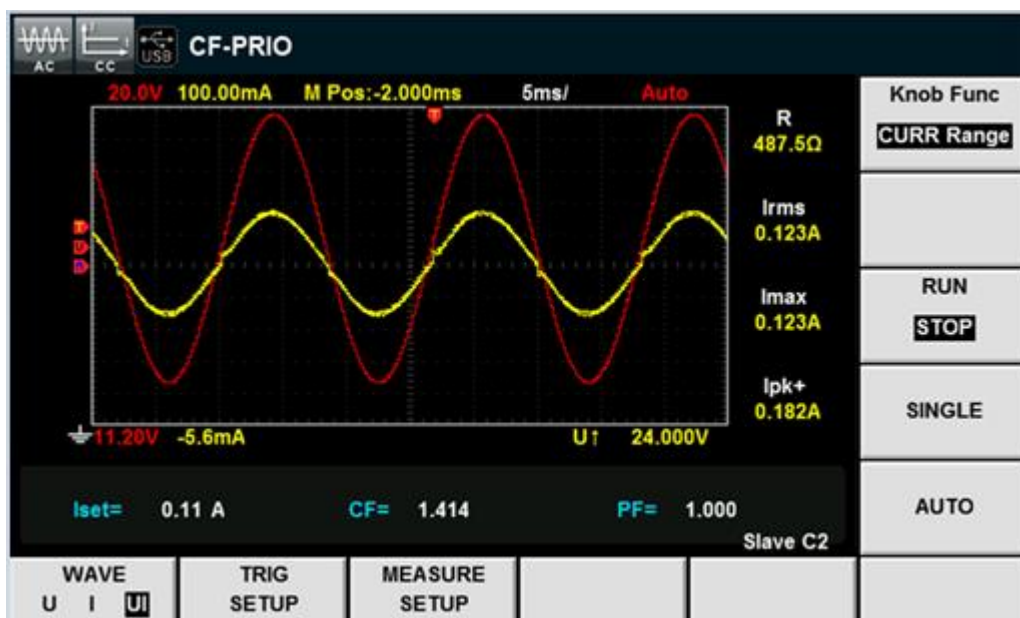 AC CC USB CF-PRIO
20.0V 100.00mA M Pos:-2.000ms 5ms/ Auto
T
R
487.5Ω
Irms
0.123A
Imax
0.123A
Ipk+
0.182A
11.20V -5.6mA U↑ 24.000V
Iset= 0.11 A CF= 1.414 PF= 1.000
Slave C2
Knob Func
CURR Range
RUN
STOP
SINGLE
AUTO
WAVE
U I UI
TRIG
SETUP
MEASURE
SETUP